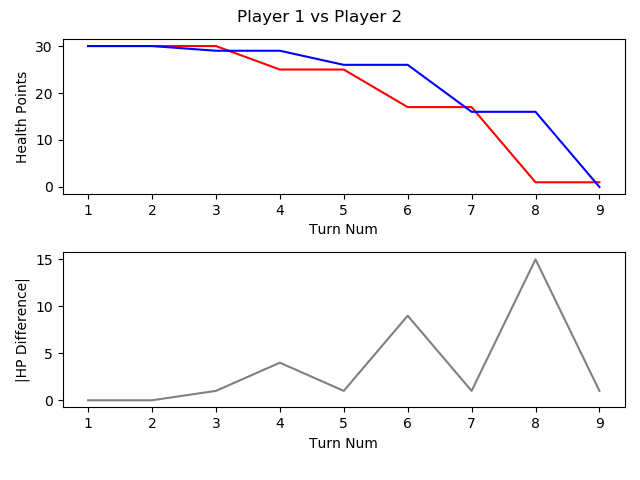 Player 1 vs Player 2
30
20
10
0
Health Points
1 2 3 4 5 6 7 8 9
Turn Num
15
10
5
0
|HP Difference|
1 2 3 4 5 6 7 8 9
Turn Num